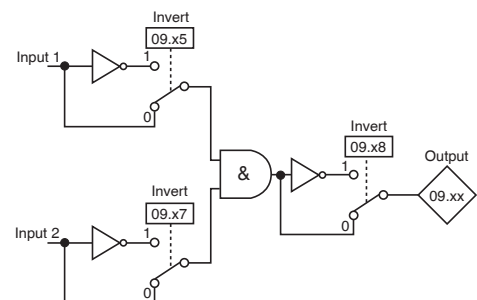 Invert
09.x5
Input 1
1
0
Invert
09.x8
&
1
Output
09.xx
0
Invert
09.x7
Input 2
1
0